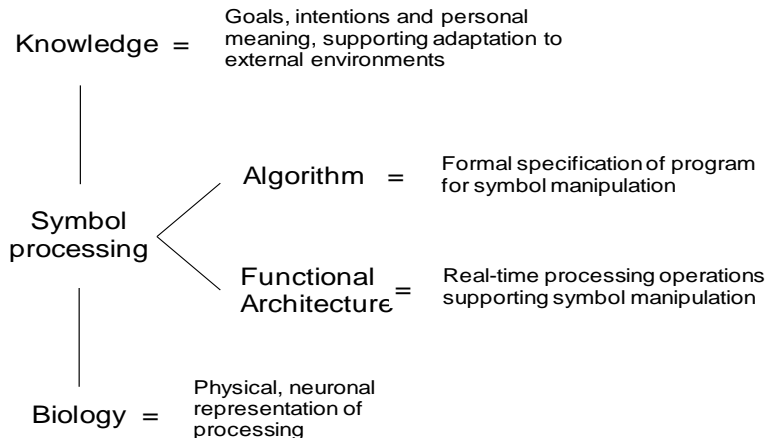 Goals, intentions and personal
Knowledge = meaning, supporting adaptation to
external environments
Algorithm = Formal specification of program
for symbol manipulation
Symbol
processing
Functional
Architecture = Real-time processing operations
supporting symbol manipulation
Physical, neuronal
Biology = representation of
processing